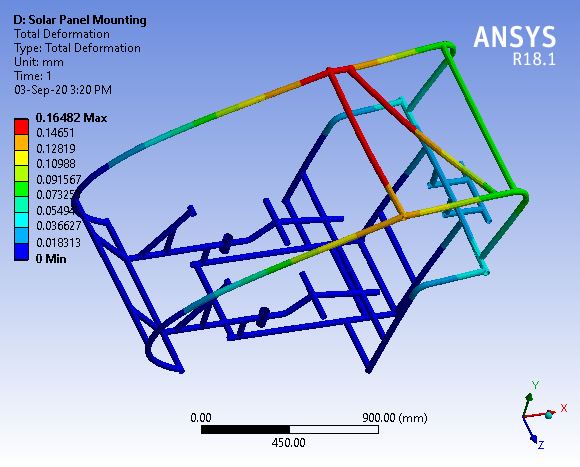 D: Solar Panel Mounting
Total Deformation
Type: Total Deformation
Unit: mm
Time: 1
03-Sep-20 3:20 PM
ANSYS
R18.1
0.16482 Max
0.14651
0.12819
0.10988
0.091567
0.07325
0.0549
0.036627
0.018313
0 Min
0.00
900.00 (mm)
450.00
Y
X
Z